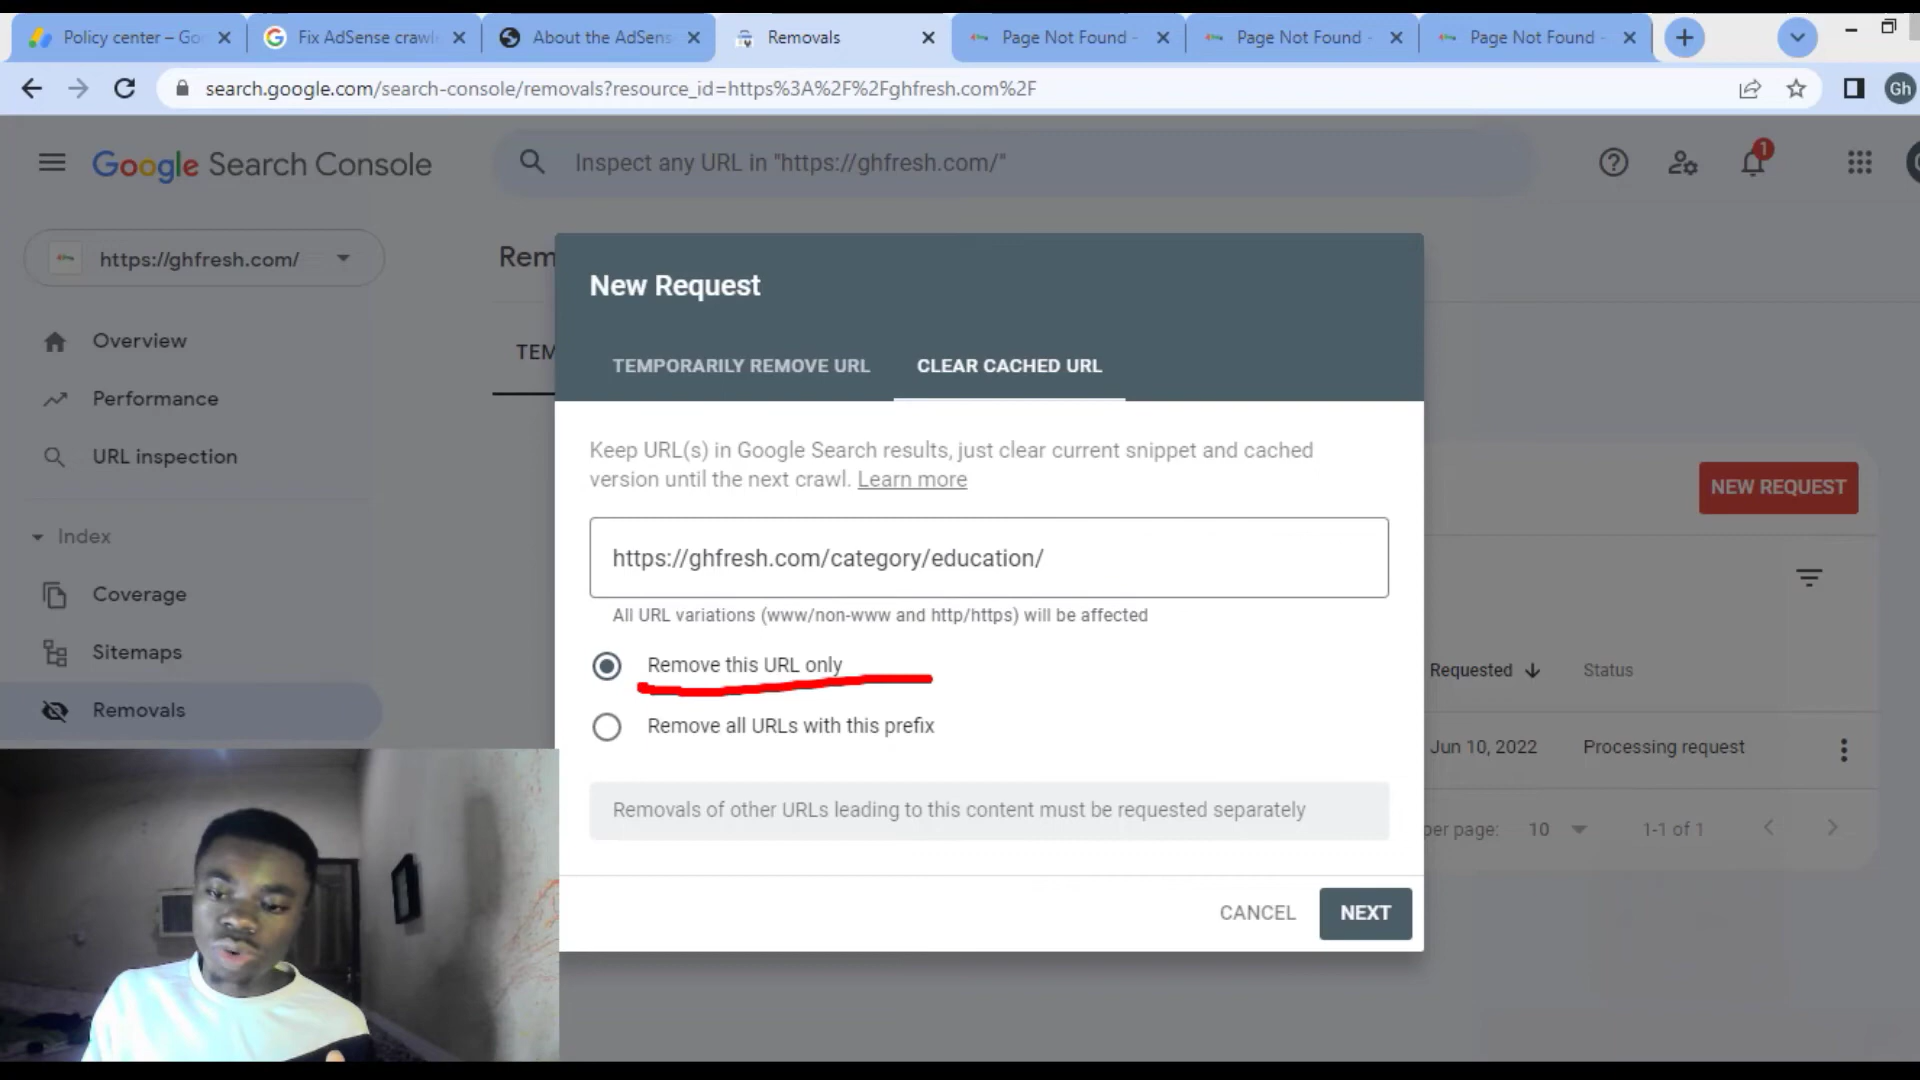 Policy center – Go
Fix AdSense crawl
About the AdSens
Removals
Page Not Found -
Page Not Found -
Page Not Found -
search.google.com/search-console/removals?resource_id=https%3A%2F%2Fghfresh.com%2F
Gh
Google Search Console
Inspect any URL in "https://ghfresh.com/"
1
https://ghfresh.com/
Overview
Performance
URL inspection
Index
Coverage
Sitemaps
Removals
Rem
TEM
New Request
TEMPORARILY REMOVE URL
CLEAR CACHED URL
Keep URL(s) in Google Search results, just clear current snippet and cached
version until the next crawl. Learn more
https://ghfresh.com/category/education/
All URL variations (www/non-www and http/https) will be affected
Remove this URL only
Remove all URLs with this prefix
Removals of other URLs leading to this content must be requested separately
CANCEL
NEXT
NEW REQUEST
Requested
Status
Jun 10, 2022
Processing request
per page:
10
1-1 of 1